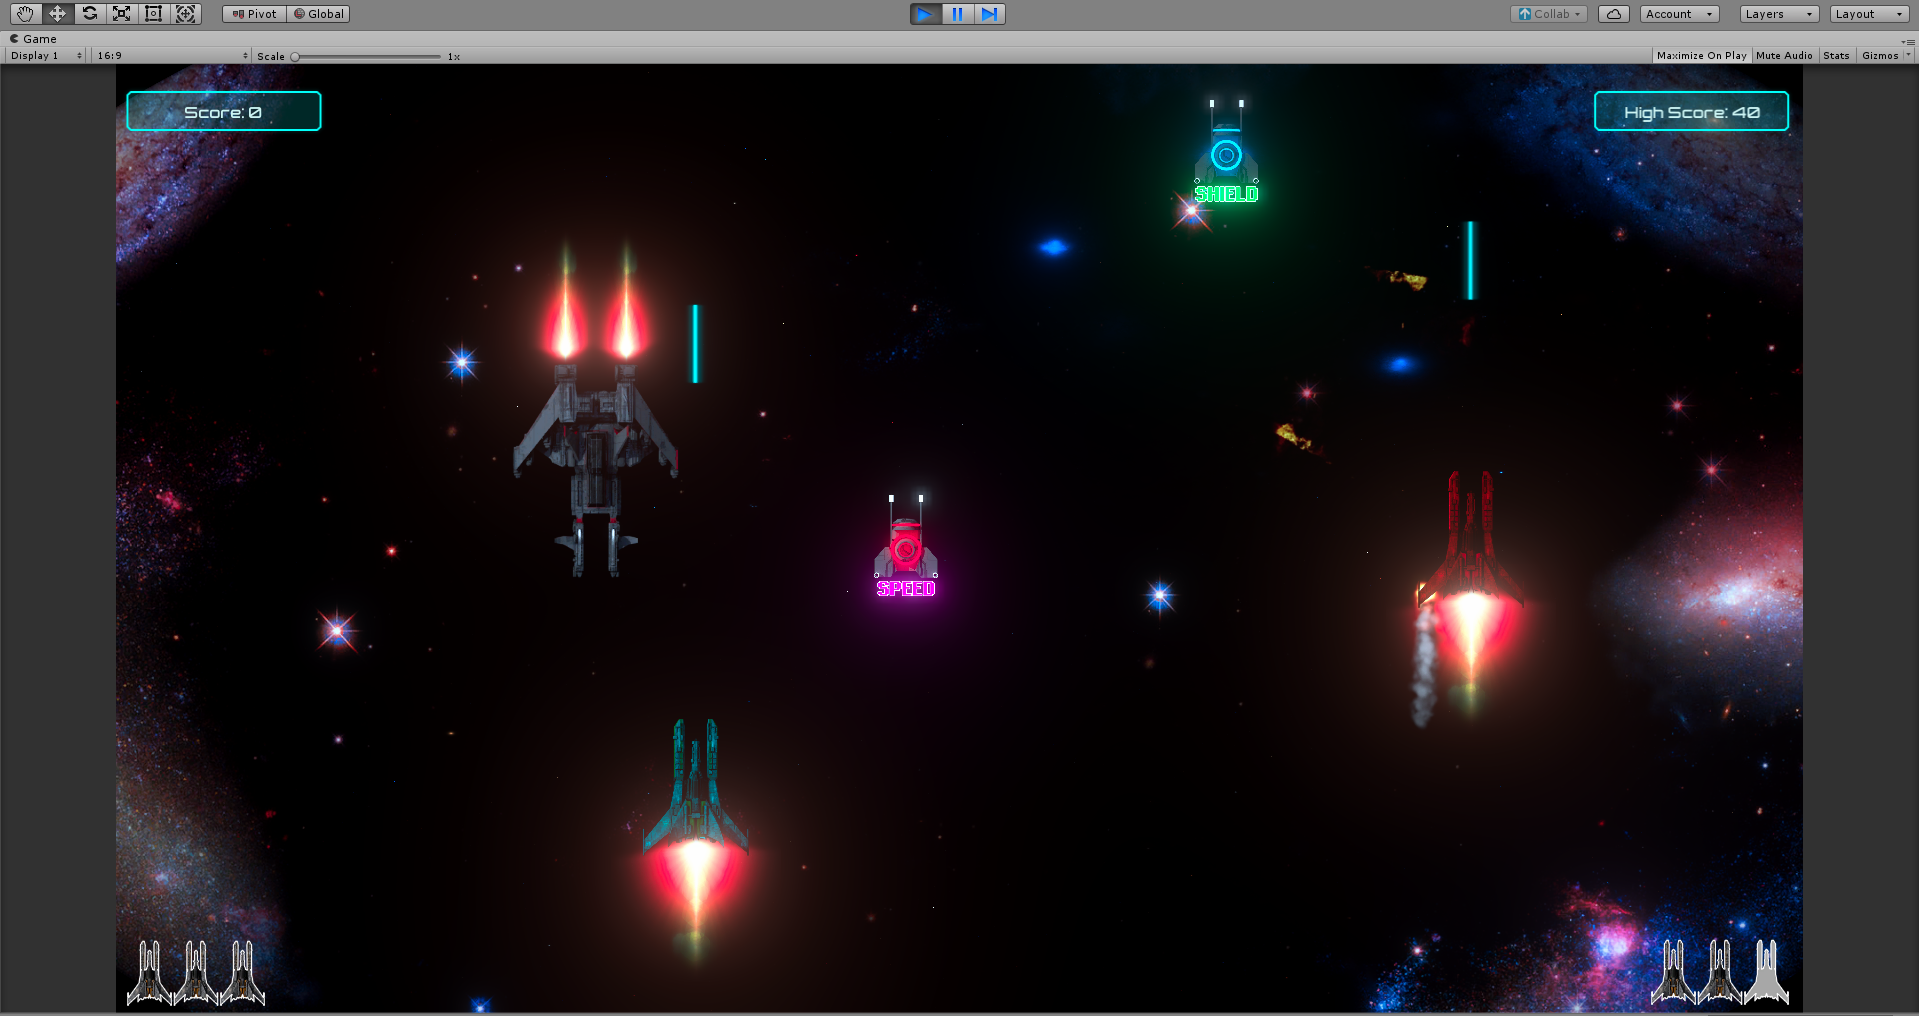 Pivot Global Collab Account Layers Layout
Game
Display 1 16:9 Scale 1x Maximize On Play Mute Audio Stats Gizmos
Score: 0 High Score: 40
SHIELD
SPEED